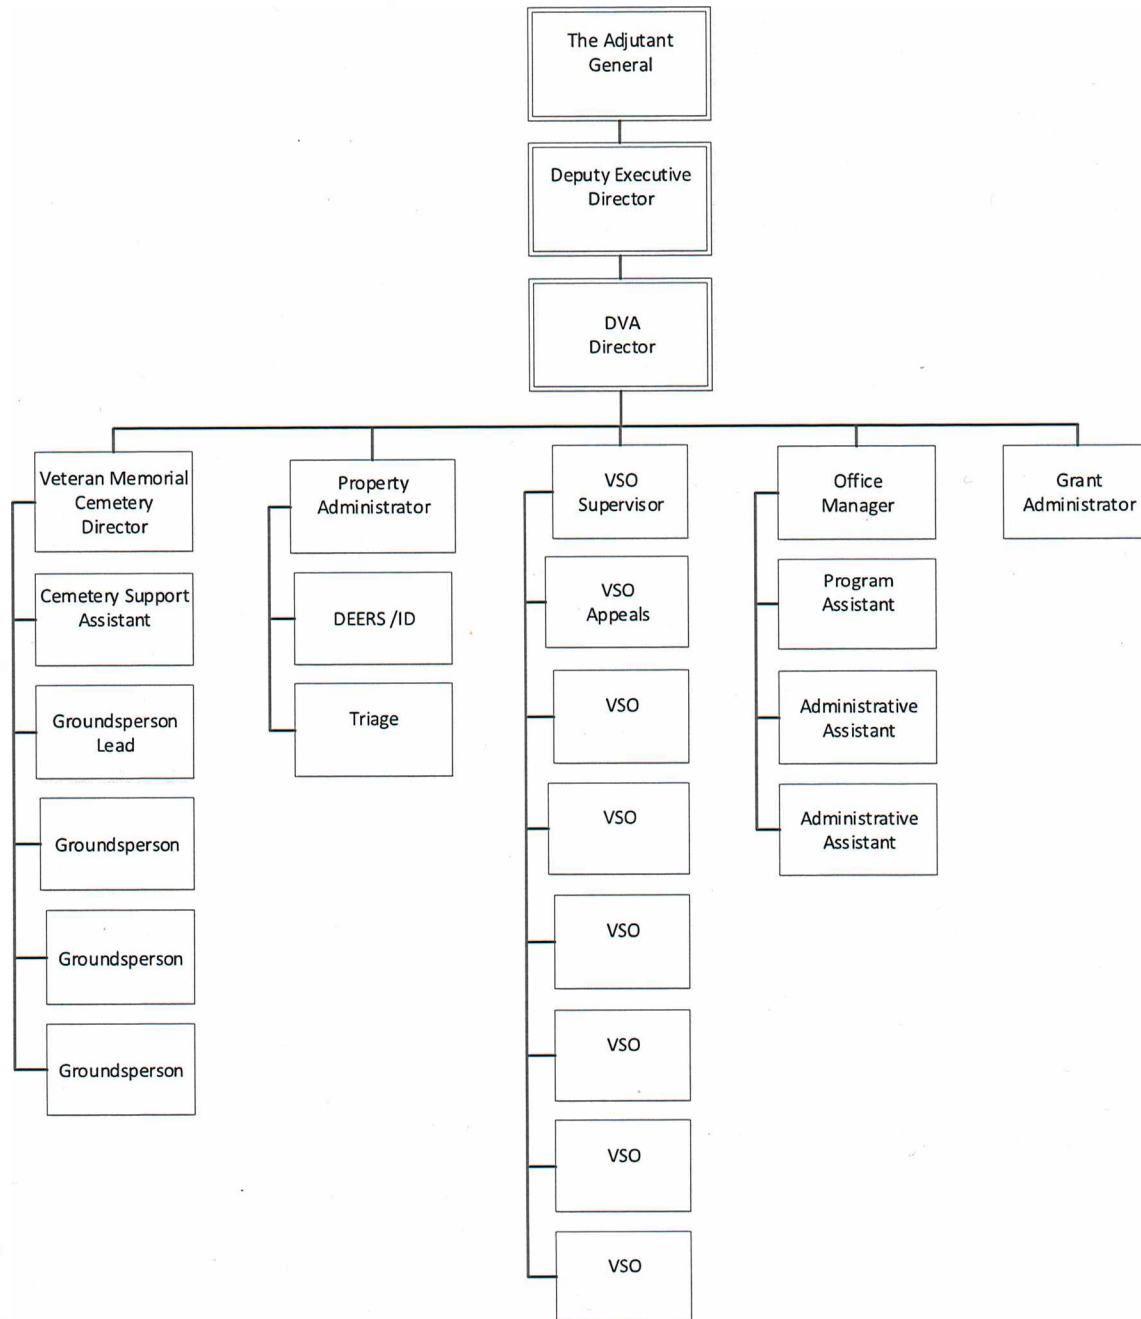 The Adjutant
General
Deputy Executive
Director
DVA
Director
Veteran Memorial
Cemetery
Director
Cemetery Support
Assistant
Groundsperson
Lead
Groundsperson
Groundsperson
Groundsperson
Property
Administrator
DEERS /ID
Triage
VSO
Supervisor
VSO
Appeals
VSO
VSO
VSO
VSO
VSO
VSO
Office
Manager
Program
Assistant
Administrative
Assistant
Administrative
Assistant
Grant
Administrator